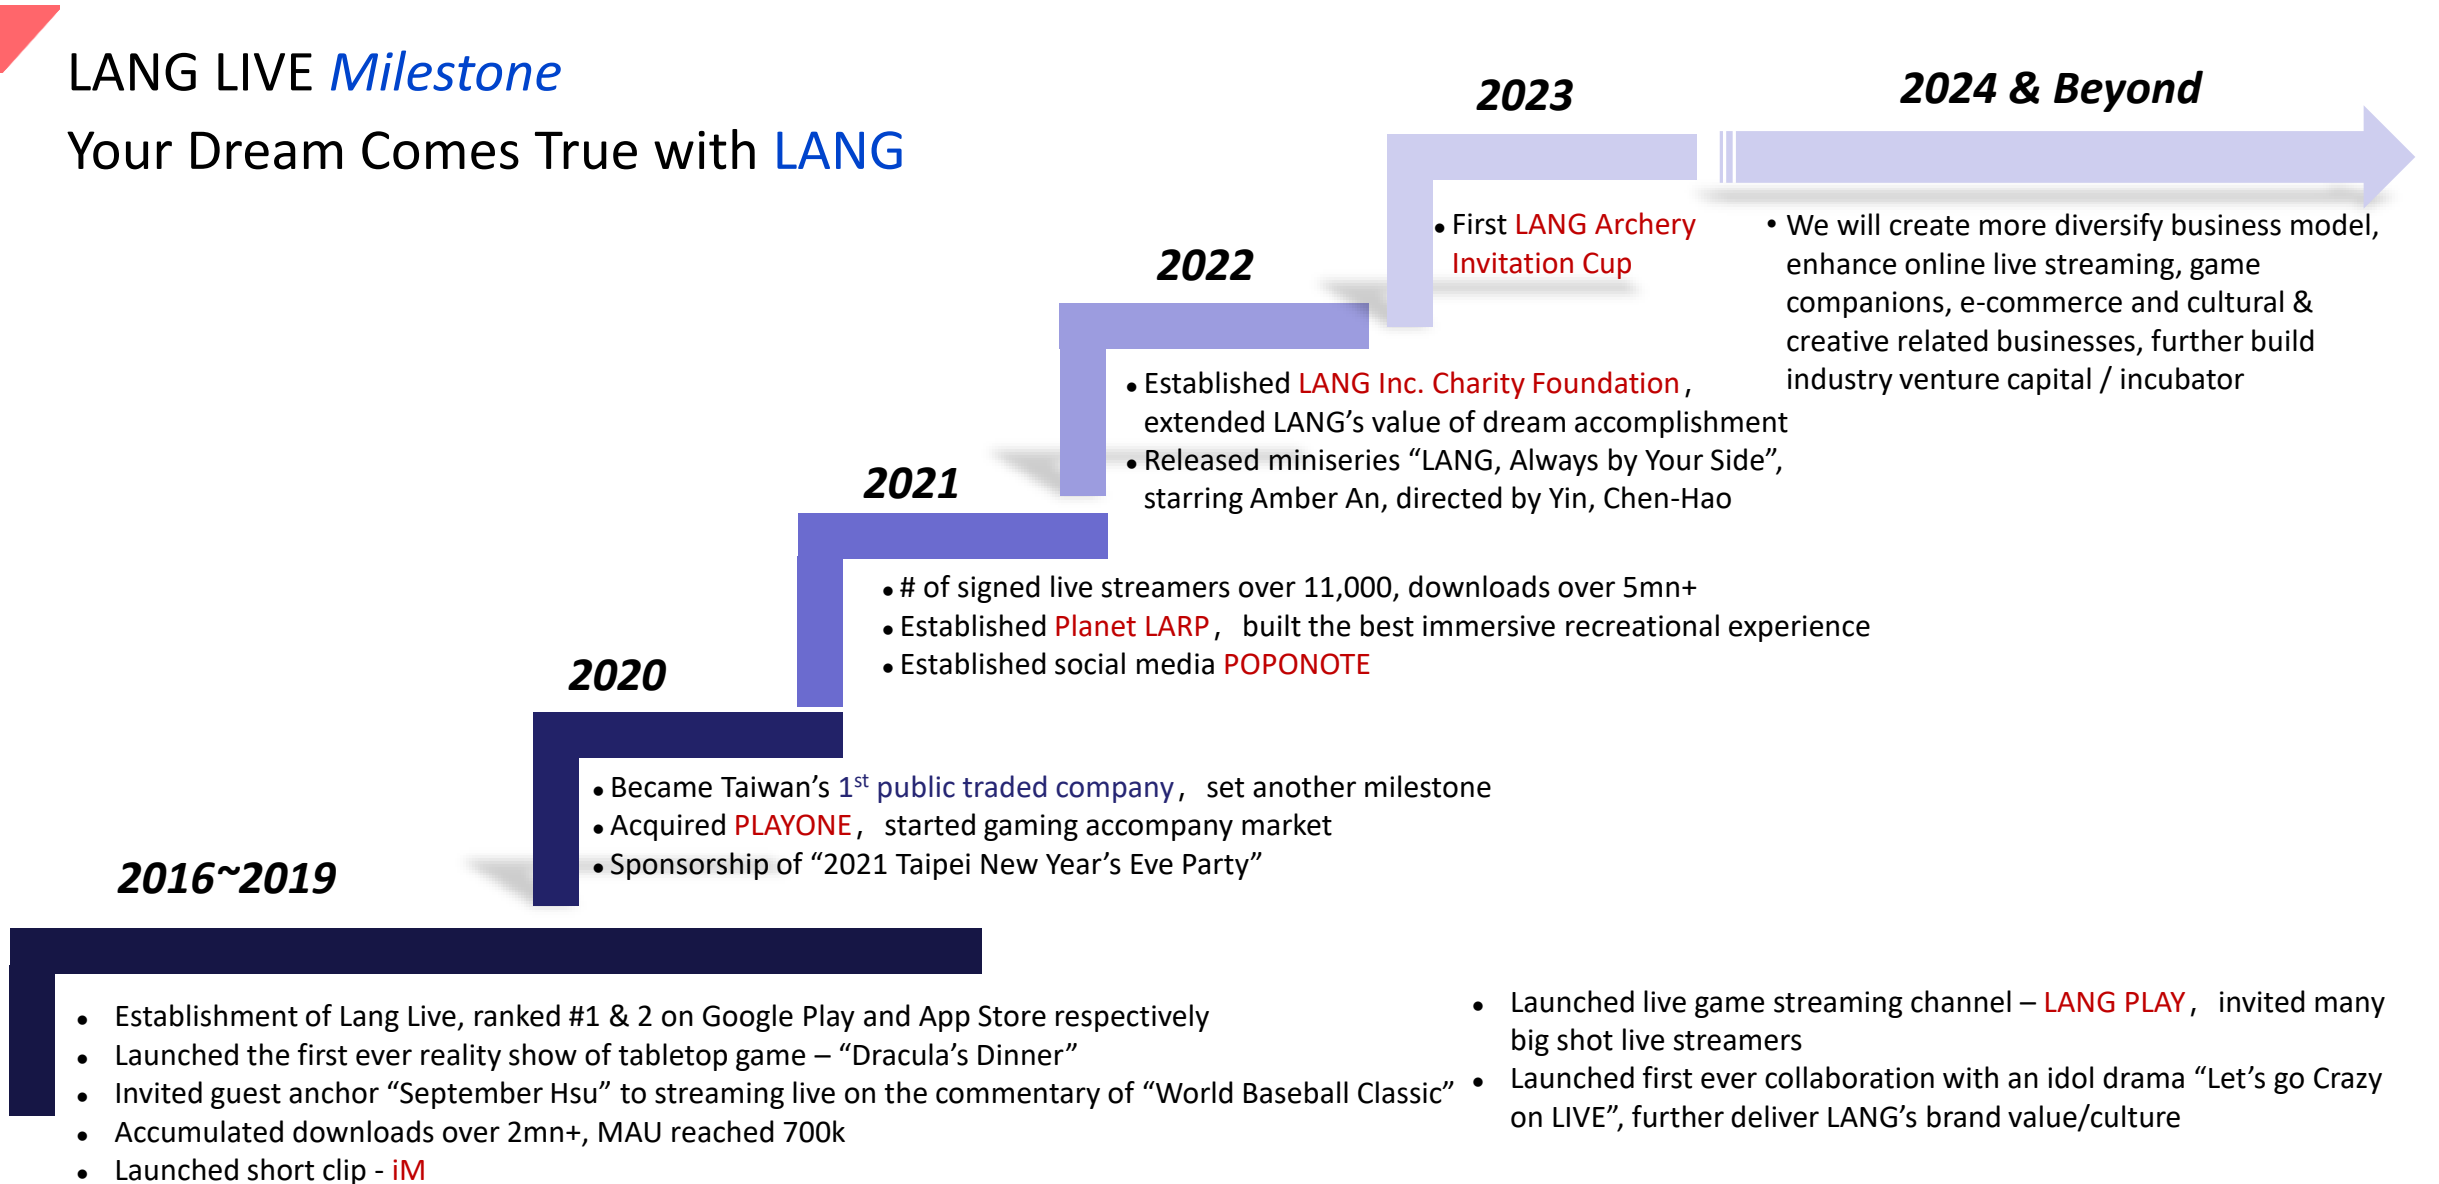 LANG LIVE Milestone
Your Dream Comes True with LANG
2016~2019
• Establishment of Lang Live, ranked #1 & 2 on Google Play and App Store respectively
• Launched the first ever reality show of tabletop game – “Dracula’s Dinner”
• Invited guest anchor “September Hsu” to streaming live on the commentary of “World Baseball Classic”
• Accumulated downloads over 2mn+, MAU reached 700k
• Launched short clip - iM
• Launched live game streaming channel – LANG PLAY， invited many
big shot live streamers
• Launched first ever collaboration with an idol drama “Let’s go Crazy
on LIVE”, further deliver LANG’s brand value/culture
2020
• Became Taiwan’s 1st public traded company， set another milestone
• Acquired PLAYONE， started gaming accompany market
• Sponsorship of “2021 Taipei New Year’s Eve Party”
2021
• # of signed live streamers over 11,000, downloads over 5mn+
• Established Planet LARP， built the best immersive recreational experience
• Established social media POPONOTE
2022
• Established LANG Inc. Charity Foundation，
extended LANG’s value of dream accomplishment
• Released miniseries “LANG, Always by Your Side”,
starring Amber An, directed by Yin, Chen-Hao
2023
• First LANG Archery
Invitation Cup
2024 & Beyond
• We will create more diversify business model,
enhance online live streaming, game
companions, e-commerce and cultural &
creative related businesses, further build
industry venture capital / incubator